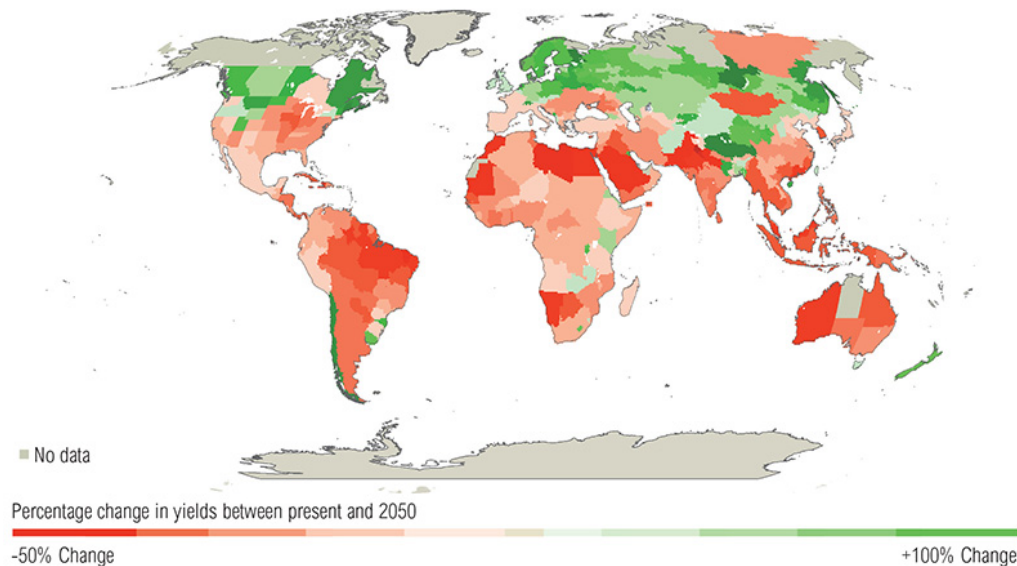 No data
Percentage change in yields between present and 2050
-50% Change
+100% Change